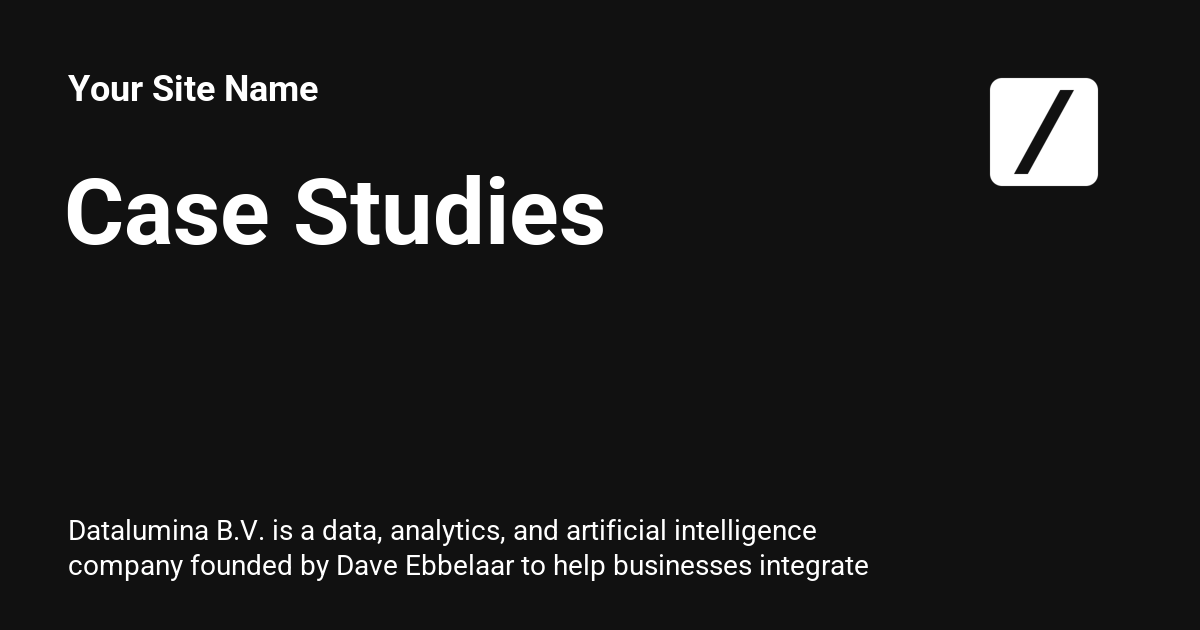 Your Site Name
Case Studies
Datalumina B.V. is a data, analytics, and artificial intelligence
company founded by Dave Ebbelaar to help businesses integrate